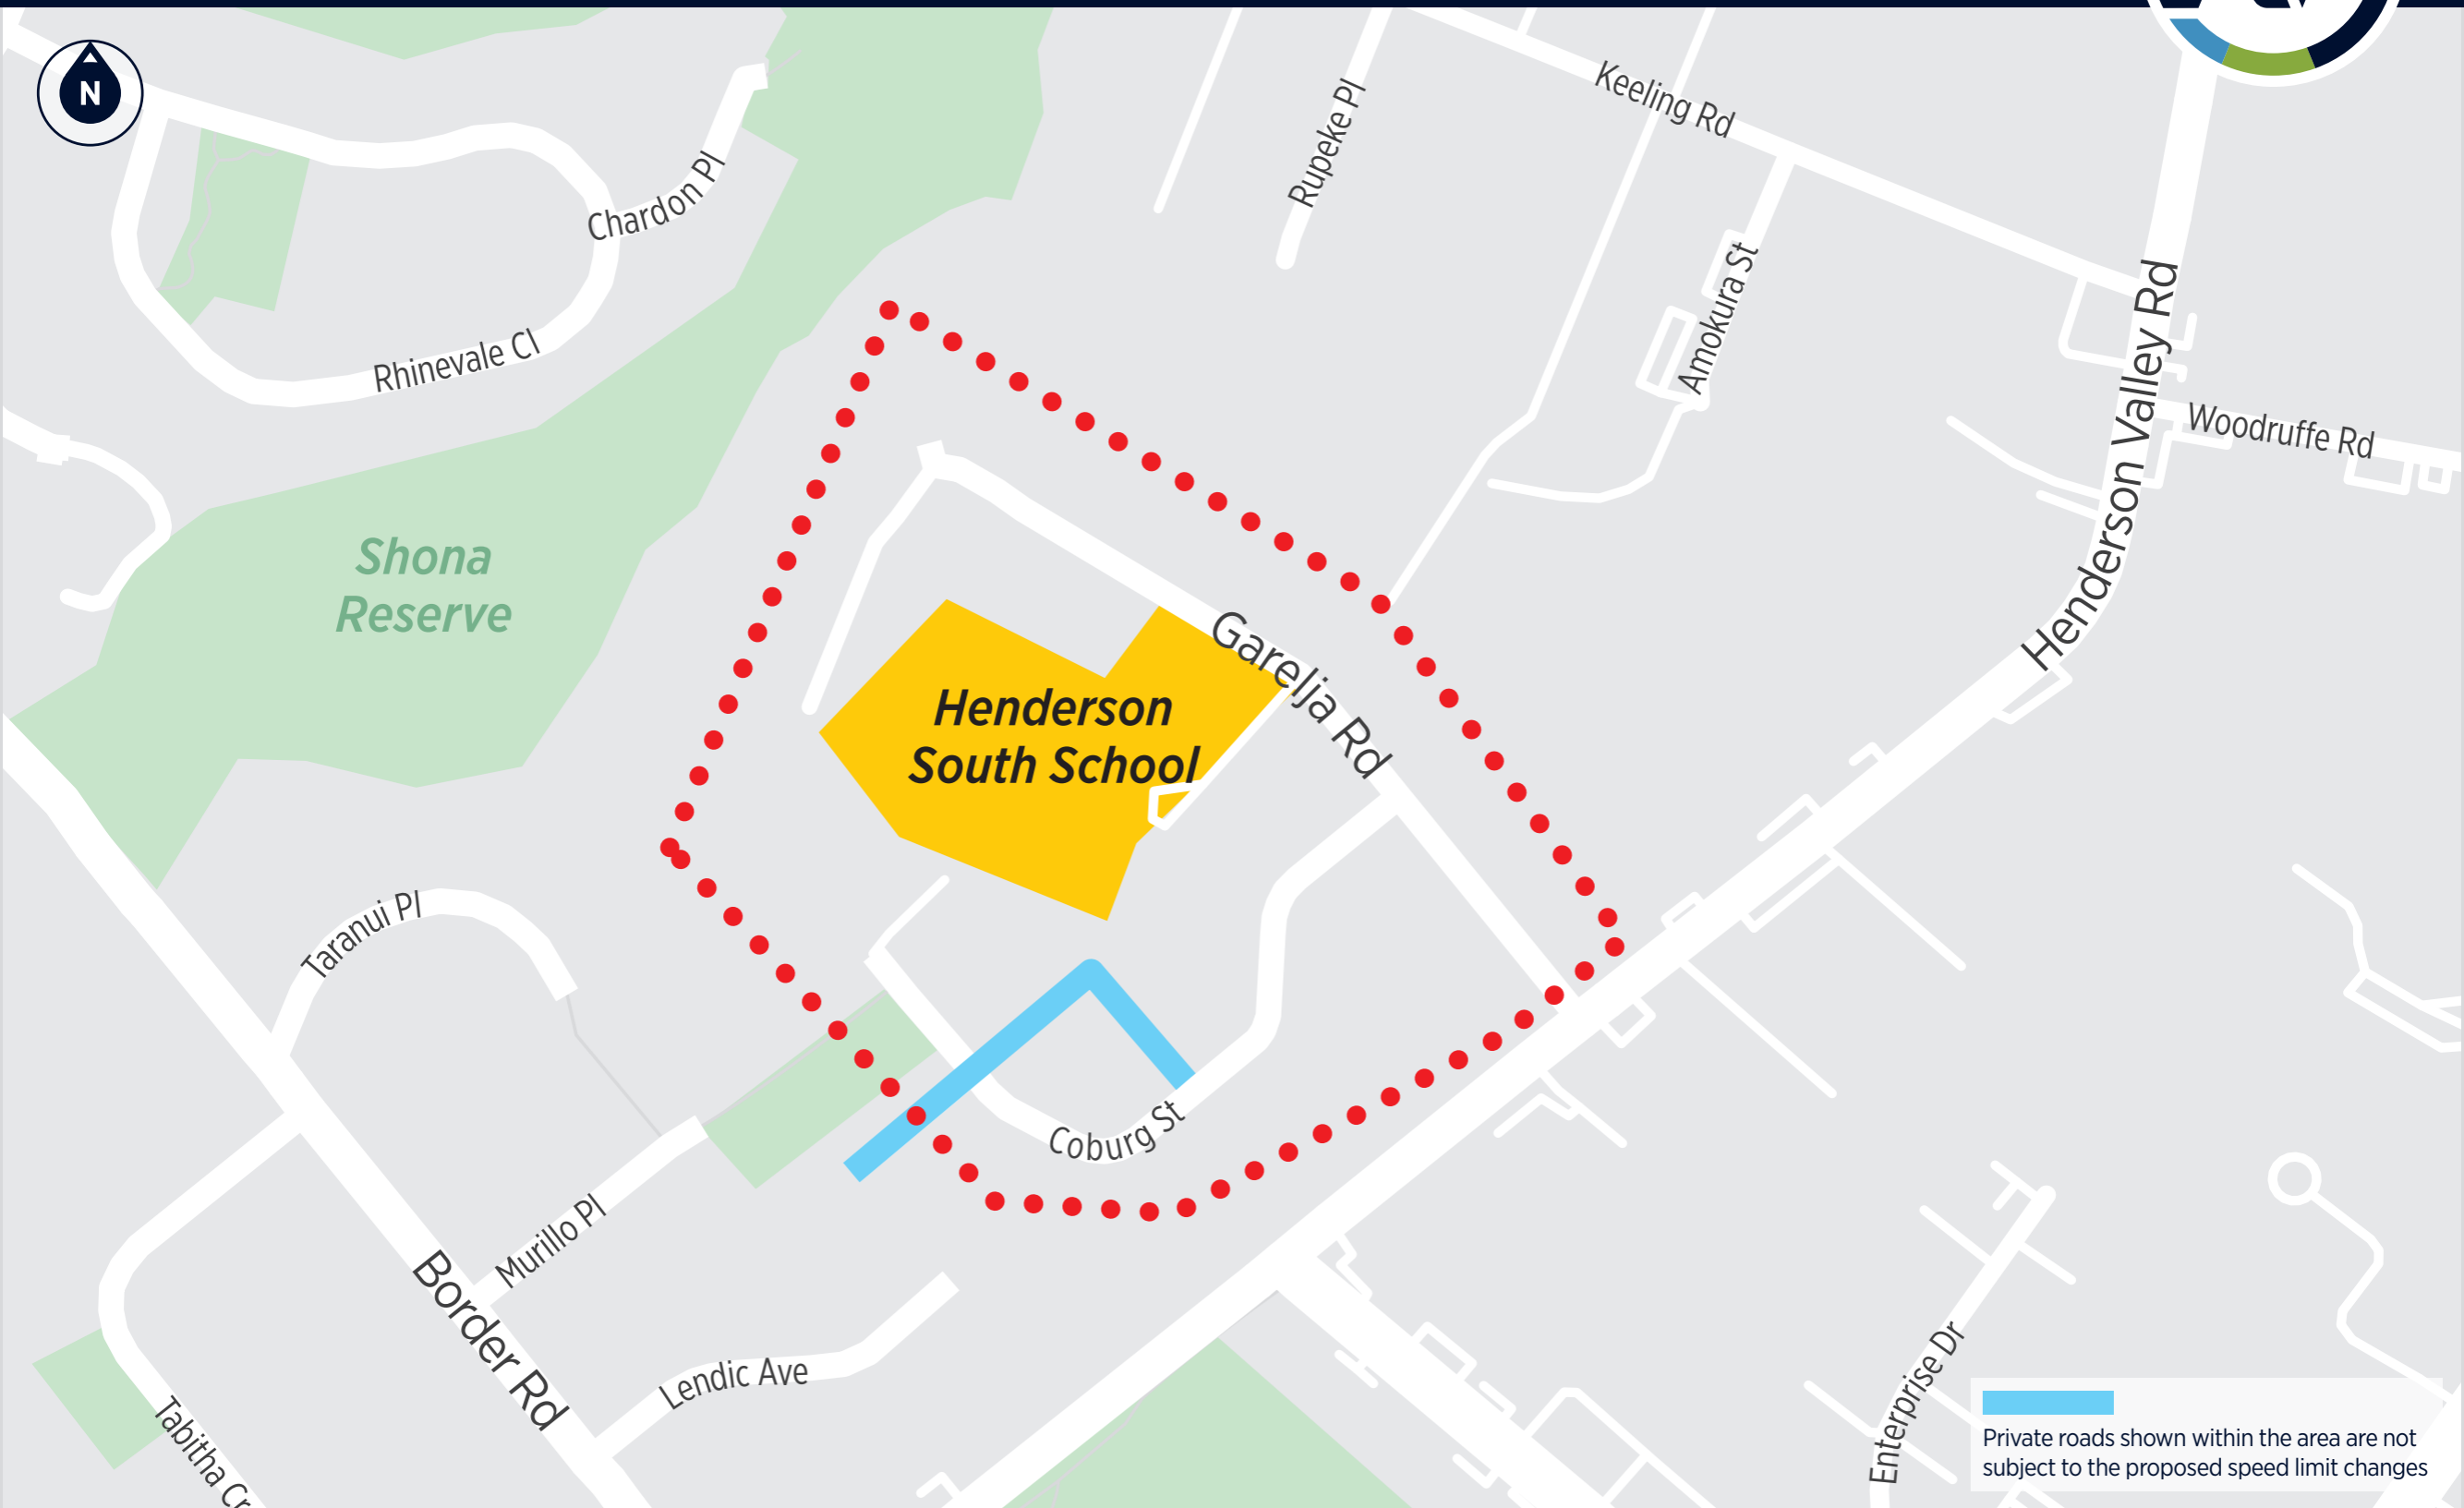 N
Keeling Rd
Rupeke Pl
Chardon Pl
Amokura St
Rhinevale Cl
Henderson Valley Rd
Woodruffe Rd
Shona
Reserve
Garelja Rd
Henderson
South School
Taranui Pl
Coburg St
Murillo Pl
Border Rd
Lendic Ave
Tabitha Cr
Enterprise Dr
Private roads shown within the area are not
subject to the proposed speed limit changes